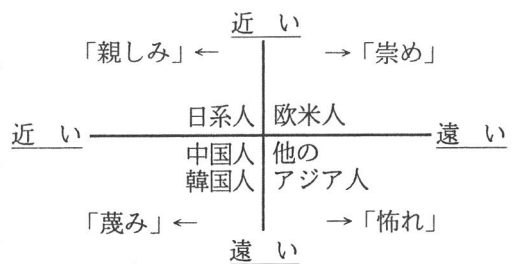 近い
「親しみ」← →「崇め」
日系人 欧米人
近い 遠い
中国人 他の
韓国人 アジア人
「蔑み」← →「怖れ」
遠い